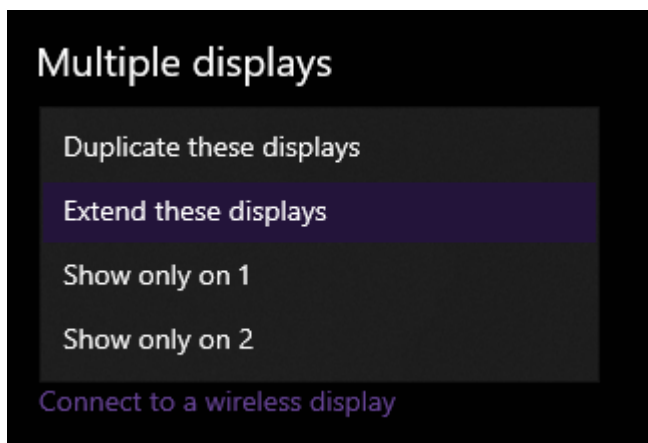 Multiple displays
Duplicate these displays
Extend these displays
Show only on 1
Show only on 2
Connect to a wireless display